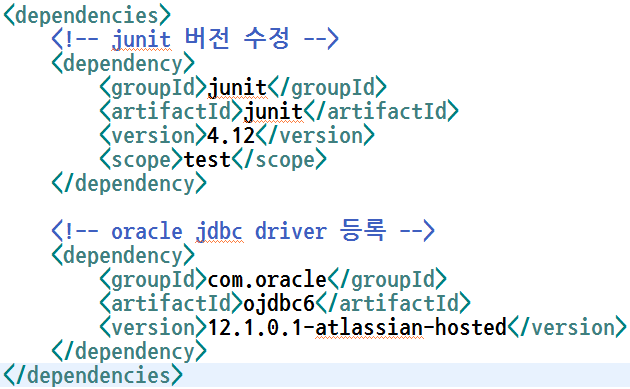 <dependencies>
<!-- junit 버전 수정 -->
<dependency>
<groupId>junit</groupId>
<artifactId>junit</artifactId>
<version>4.12</version>
<scope>test</scope>
</dependency>
<!-- oracle jdbc driver 등록 -->
<dependency>
<groupId>com.oracle</groupId>
<artifactId>ojdbc6</artifactId>
<version>12.1.0.1-atlassian-hosted</version>
</dependency>
</dependencies>